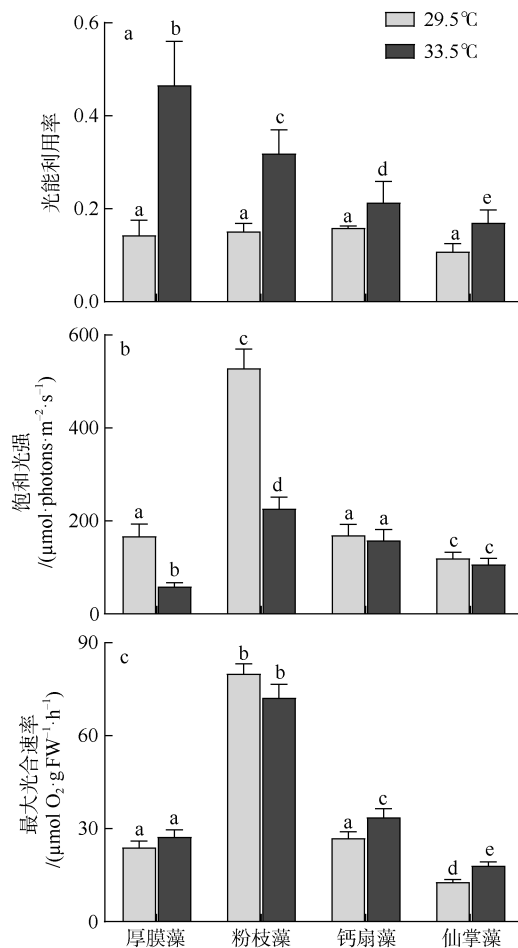 29.5℃
33.5℃
a
光能利用率
0.6
0.4
0.2
0.0
a b a c a d a e
b
饱和光强
/(μmol·photons·m⁻²·s⁻¹)
600
400
200
0
a b c d a a c c
c
最大光合速率
/(μmol O₂·g FW⁻¹·h⁻¹)
90
60
30
0
a a b b a c d e
厚膜藻 粉枝藻 钙扇藻 仙掌藻